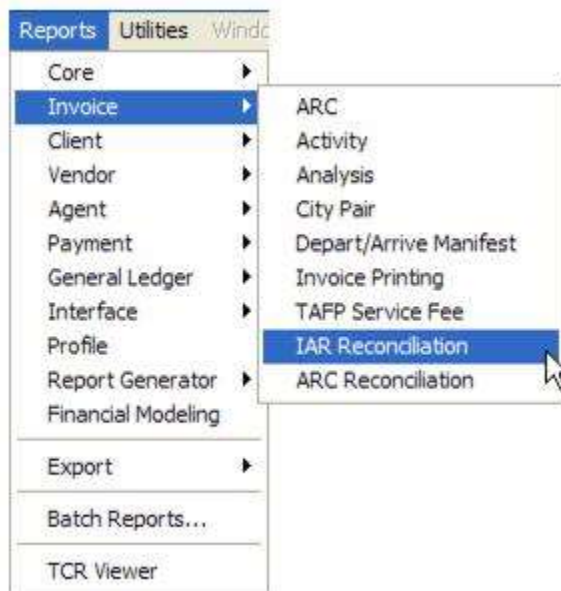 Reports Utilities
Core
Invoice
Client
Vendor
Agent
Payment
General Ledger
Interface
Profile
Report Generator
Financial Modeling
Export
Batch Reports...
TCR Viewer
ARC
Activity
Analysis
City Pair
Depart/Arrive Manifest
Invoice Printing
TAFP Service Fee
IAR Reconciliation
ARC Reconciliation